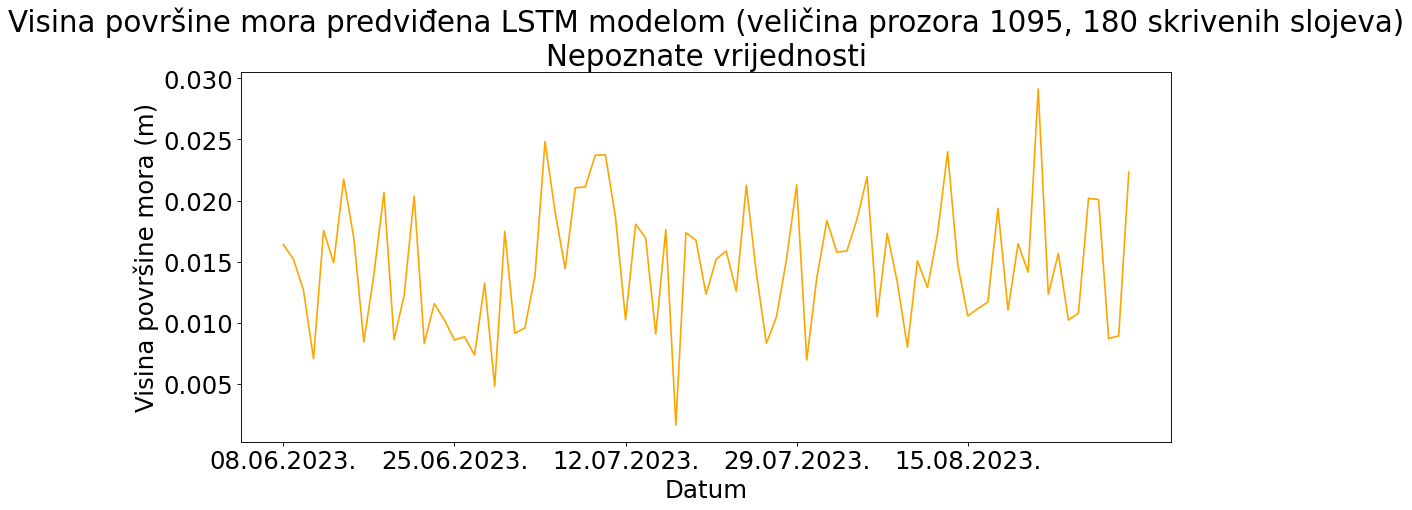 Visina površine mora predviđena LSTM modelom (veličina prozora 1095, 180 skrivenih slojeva)
Nepoznate vrijednosti
Visina površine mora (m)
0.030
0.025
0.020
0.015
0.010
0.005
08.06.2023. 25.06.2023. 12.07.2023. 29.07.2023. 15.08.2023.
Datum